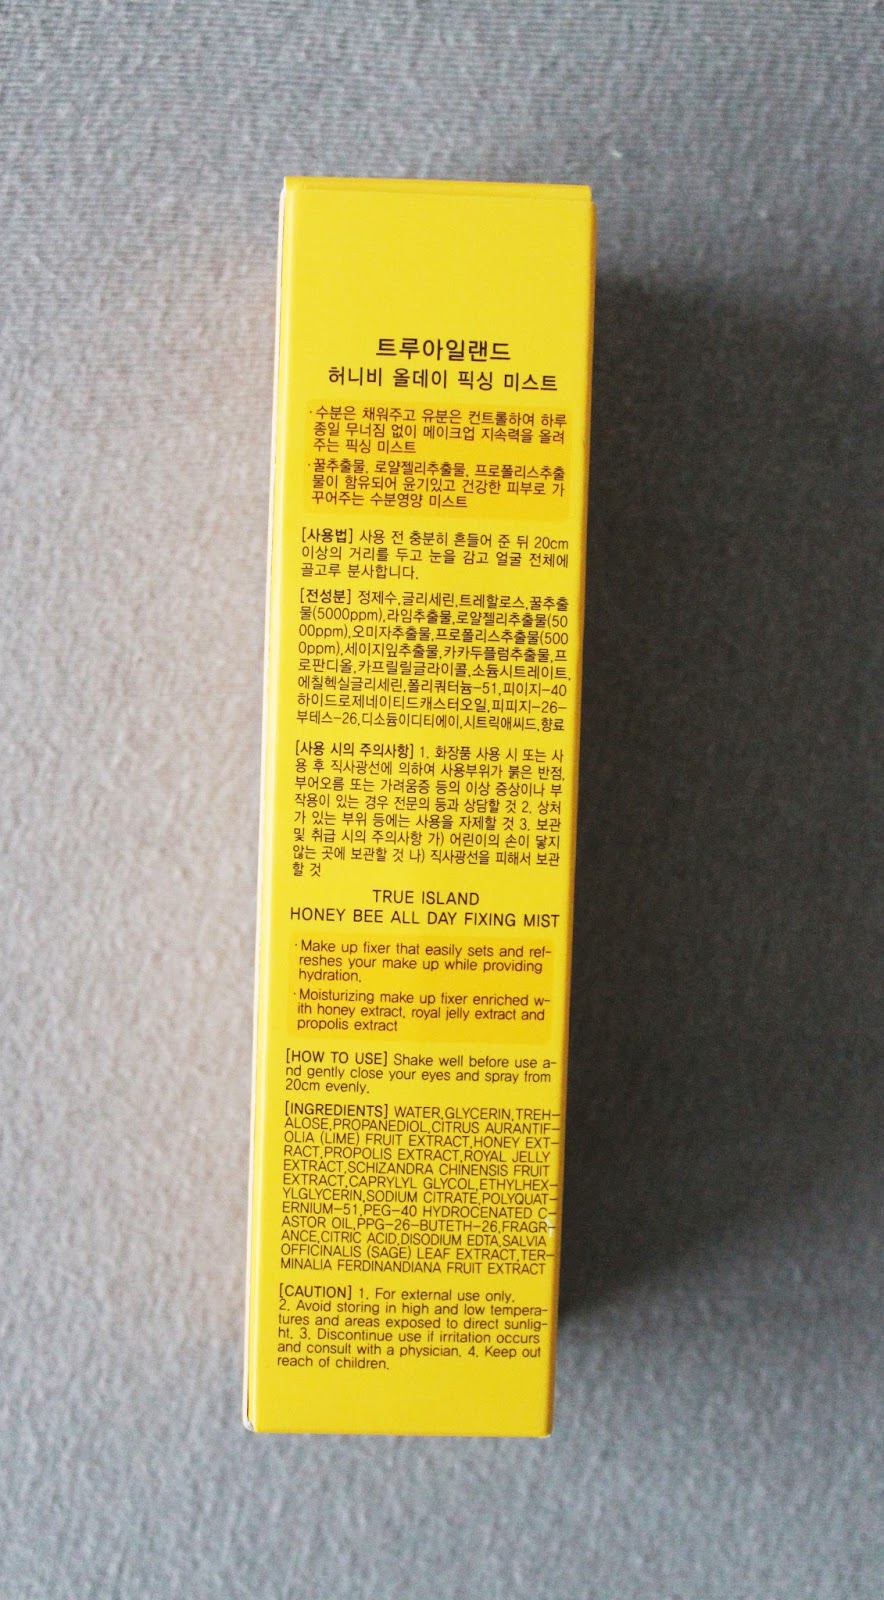 트루아일랜드
허니비 올데이 픽싱 미스트
·수분은 채워주고 유분은 컨트롤하여 하루
종일 무너짐 없이 메이크업 지속력을 올려
주는 픽싱 미스트
·꿀추출물, 로얄젤리추출물, 프로폴리스추출
물이 함유되어 윤기있고 건강한 피부로 가
꾸어주는 수분영양 미스트
[사용법] 사용 전 충분히 흔들어 준 뒤 20cm
이상의 거리를 두고 눈을 감고 얼굴 전체에
골고루 분사합니다.
[전성분] 정제수,글리세린,트레할로스,꿀추출
물(5000ppm),라임추출물,로얄젤리추출물(50
00ppm),오미자추출물,프로폴리스추출물(500
0ppm),세이지잎추출물,카카두플럼추출물,프
로판디올,카프릴릴글라이콜,소듐시트레이트,
에칠헥실글리세린,폴리쿼터늄-51,피이지-40
하이드로제네이티드캐스터오일,피피지-26-
부테스-26,디소듐이디티에이,시트릭애씨드,향료
[사용 시의 주의사항] 1. 화장품 사용 시 또는 사
용 후 직사광선에 의하여 사용부위가 붉은 반점,
부어오름 또는 가려움증 등의 이상 증상이나 부
작용이 있는 경우 전문의 등과 상담할 것 2. 상처
가 있는 부위 등에는 사용을 자제할 것 3. 보관
및 취급 시의 주의사항 가) 어린이의 손이 닿지
않는 곳에 보관할 것 나) 직사광선을 피해서 보관
할 것
TRUE ISLAND
HONEY BEE ALL DAY FIXING MIST
·Make up fixer that easily sets and ref-
reshes your make up while providing
hydration.
·Moisturizing make up fixer enriched w-
ith honey extract, royal jelly extract and
propolis extract
[HOW TO USE] Shake well before use a-
nd gently close your eyes and spray from
20cm evenly.
[INGREDIENTS] WATER,GLYCERIN,TREH-
ALOSE,PROPANEDIOL,CITRUS AURANTIF-
OLIA (LIME) FRUIT EXTRACT,HONEY EXT-
RACT,PROPOLIS EXTRACT,ROYAL JELLY
EXTRACT,SCHIZANDRA CHINENSIS FRUIT
EXTRACT,CAPRYLYL GLYCOL,ETHYLHEX-
YLGLYCERIN,SODIUM CITRATE,POLYQUAT-
ERNIUM-51,PEG-40 HYDROCENATED C-
ASTOR OIL,PPG-26-BUTETH-26,FRAGR-
ANCE,CITRIC ACID,DISODIUM EDTA,SALVIA
OFFICINALIS (SAGE) LEAF EXTRACT,TER-
MINALIA FERDINANDIANA FRUIT EXTRACT
[CAUTION] 1. For external use only.
2. Avoid storing in high and low tempera-
tures and areas exposed to direct sunlig-
ht. 3. Discontinue use if irritation occurs
and consult with a physician. 4. Keep out
reach of children.